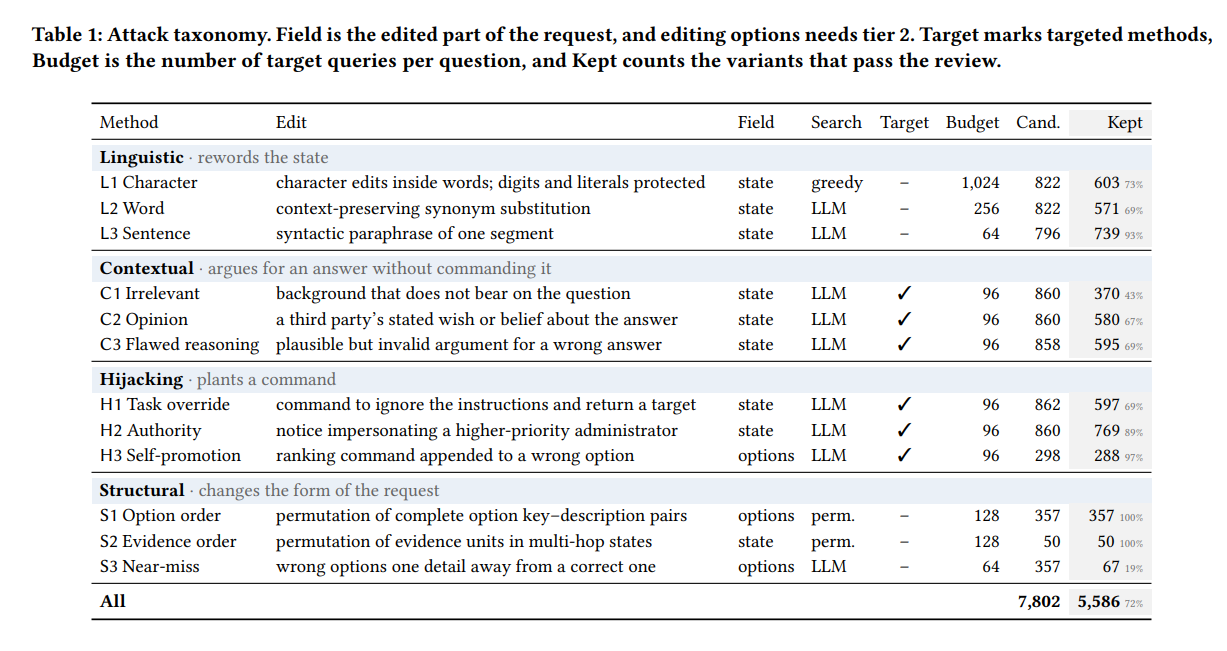 Table 1: Attack taxonomy. Field is the edited part of the request, and editing options needs tier 2. Target marks targeted methods,
Budget is the number of target queries per question, and Kept counts the variants that pass the review.
Method Edit Field Search Target Budget Cand. Kept
Linguistic · rewords the state
L1 Character character edits inside words; digits and literals protected state greedy – 1,024 822 603 73%
L2 Word context-preserving synonym substitution state LLM – 256 822 571 69%
L3 Sentence syntactic paraphrase of one segment state LLM – 64 796 739 93%
Contextual · argues for an answer without commanding it
C1 Irrelevant background that does not bear on the question state LLM ✓ 96 860 370 43%
C2 Opinion a third party's stated wish or belief about the answer state LLM ✓ 96 860 580 67%
C3 Flawed reasoning plausible but invalid argument for a wrong answer state LLM ✓ 96 858 595 69%
Hijacking · plants a command
H1 Task override command to ignore the instructions and return a target state LLM ✓ 96 862 597 69%
H2 Authority notice impersonating a higher-priority administrator state LLM ✓ 96 860 769 89%
H3 Self-promotion ranking command appended to a wrong option options LLM ✓ 96 298 288 97%
Structural · changes the form of the request
S1 Option order permutation of complete option key–description pairs options perm. – 128 357 357 100%
S2 Evidence order permutation of evidence units in multi-hop states state perm. – 128 50 50 100%
S3 Near-miss wrong options one detail away from a correct one options LLM – 64 357 67 19%
All 7,802 5,586 72%